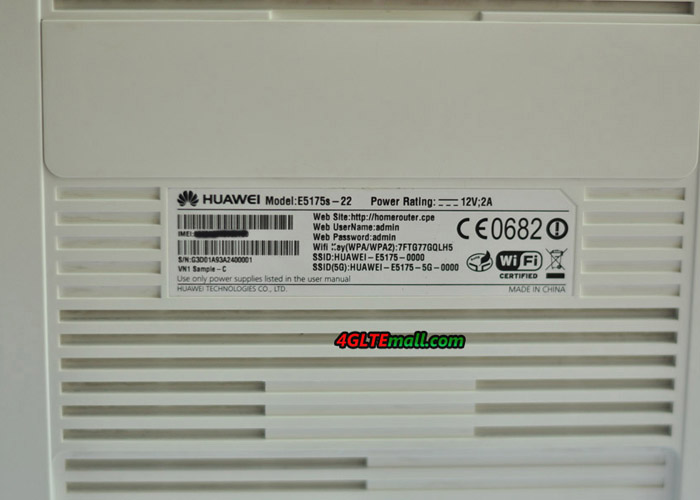 HUAWEI Model:E5175s-22 Power Rating: 12V;2A
Web Site:http://homerouter.cpe
Web UserName:admin
IMEI:
Web Password:admin
Wifi Key(WPA/WPA2):7FTG77GQLH5
S/N:G3D01A93A2400001
SSID:HUAWEI-E5175-0000
VN1 Sample-C
SSID(5G):HUAWEI-E5175-5G-0000
CE0682
Wi Fi
CERTIFIED
Use only power supplies listed in the user manual
HUAWEI TECHNOLOGIES CO., LTD.
MADE IN CHINA
4GLTEmall.com